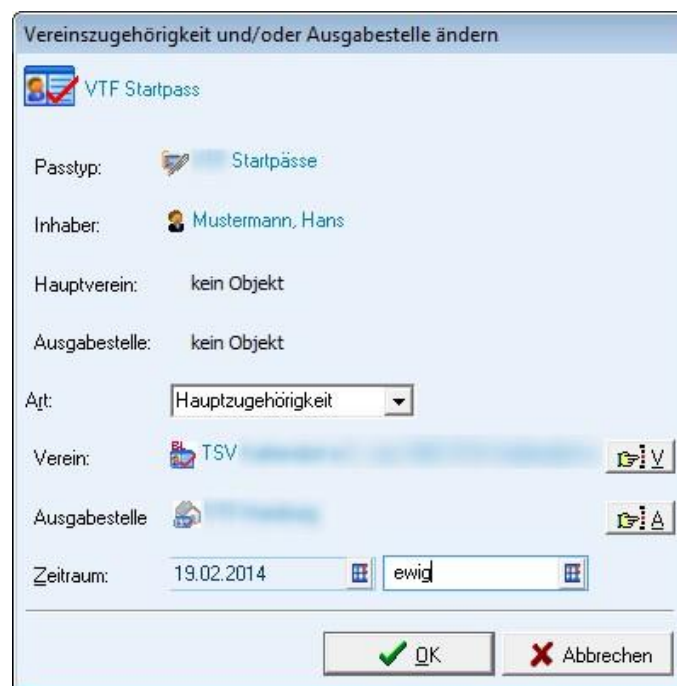 Vereinszugehörigkeit und/oder Ausgabestelle ändern
VTF Startpass
Passtyp: Startpässe
Inhaber: Mustermann, Hans
Hauptverein: kein Objekt
Ausgabestelle: kein Objekt
Art: Hauptzugehörigkeit
Verein: TSV V
Ausgabestelle A
Zeitraum: 19.02.2014 ewig
OK Abbrechen